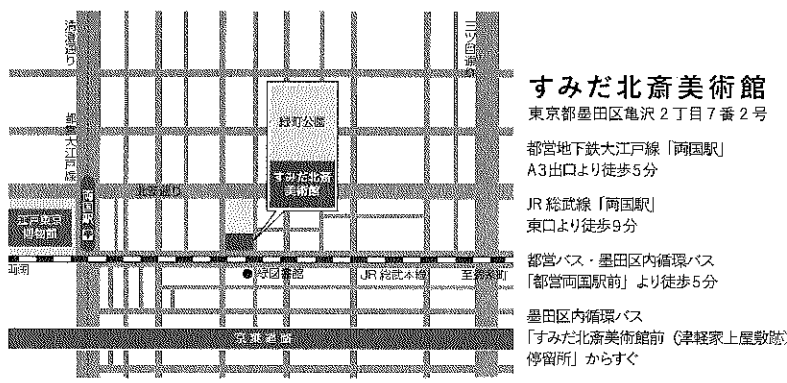 清澄通り
三ツ目通り
都営大江戸線
緑町公園
すみだ北斎
美術館
北斎通り
両国駅
江戸東京
博物館
両国
緑図書館
JR 総武本線
至錦糸町
京葉道路
すみだ北斎美術館
東京都墨田区亀沢2丁目7番2号
都営地下鉄大江戸線「両国駅」
A3出口より徒歩5分
JR 総武線「両国駅」
東口より徒歩9分
都営バス・墨田区内循環バス
「都営両国駅前」より徒歩5分
墨田区内循環バス
「すみだ北斎美術館前（津軽家上屋敷跡）
停留所」からすぐ